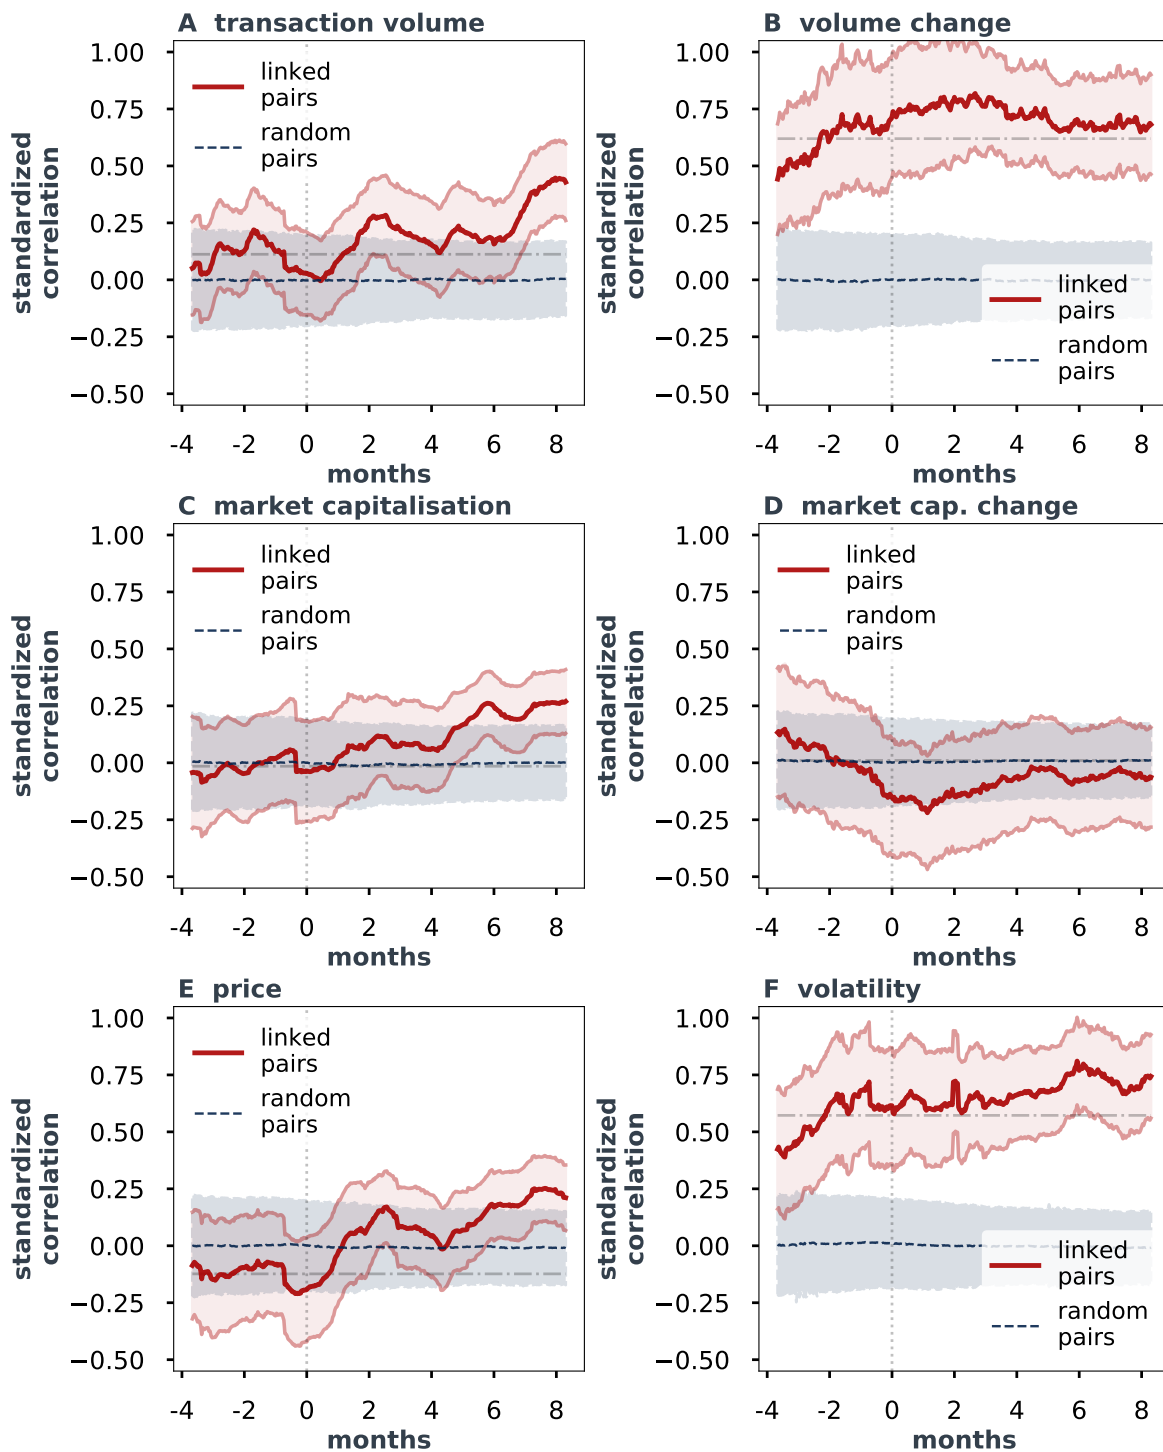 A transaction volume
1.00
0.75
0.50
0.25
0.00
−0.25
−0.50
standardized
correlation
linked
pairs
random
pairs
-4 -2 0 2 4 6 8
months
B volume change
1.00
0.75
0.50
0.25
0.00
−0.25
−0.50
standardized
correlation
linked
pairs
random
pairs
-4 -2 0 2 4 6 8
months
C market capitalisation
1.00
0.75
0.50
0.25
0.00
−0.25
−0.50
standardized
correlation
linked
pairs
random
pairs
-4 -2 0 2 4 6 8
months
D market cap. change
1.00
0.75
0.50
0.25
0.00
−0.25
−0.50
standardized
correlation
linked
pairs
random
pairs
-4 -2 0 2 4 6 8
months
E price
1.00
0.75
0.50
0.25
0.00
−0.25
−0.50
standardized
correlation
linked
pairs
random
pairs
-4 -2 0 2 4 6 8
months
F volatility
1.00
0.75
0.50
0.25
0.00
−0.25
−0.50
standardized
correlation
linked
pairs
random
pairs
-4 -2 0 2 4 6 8
months